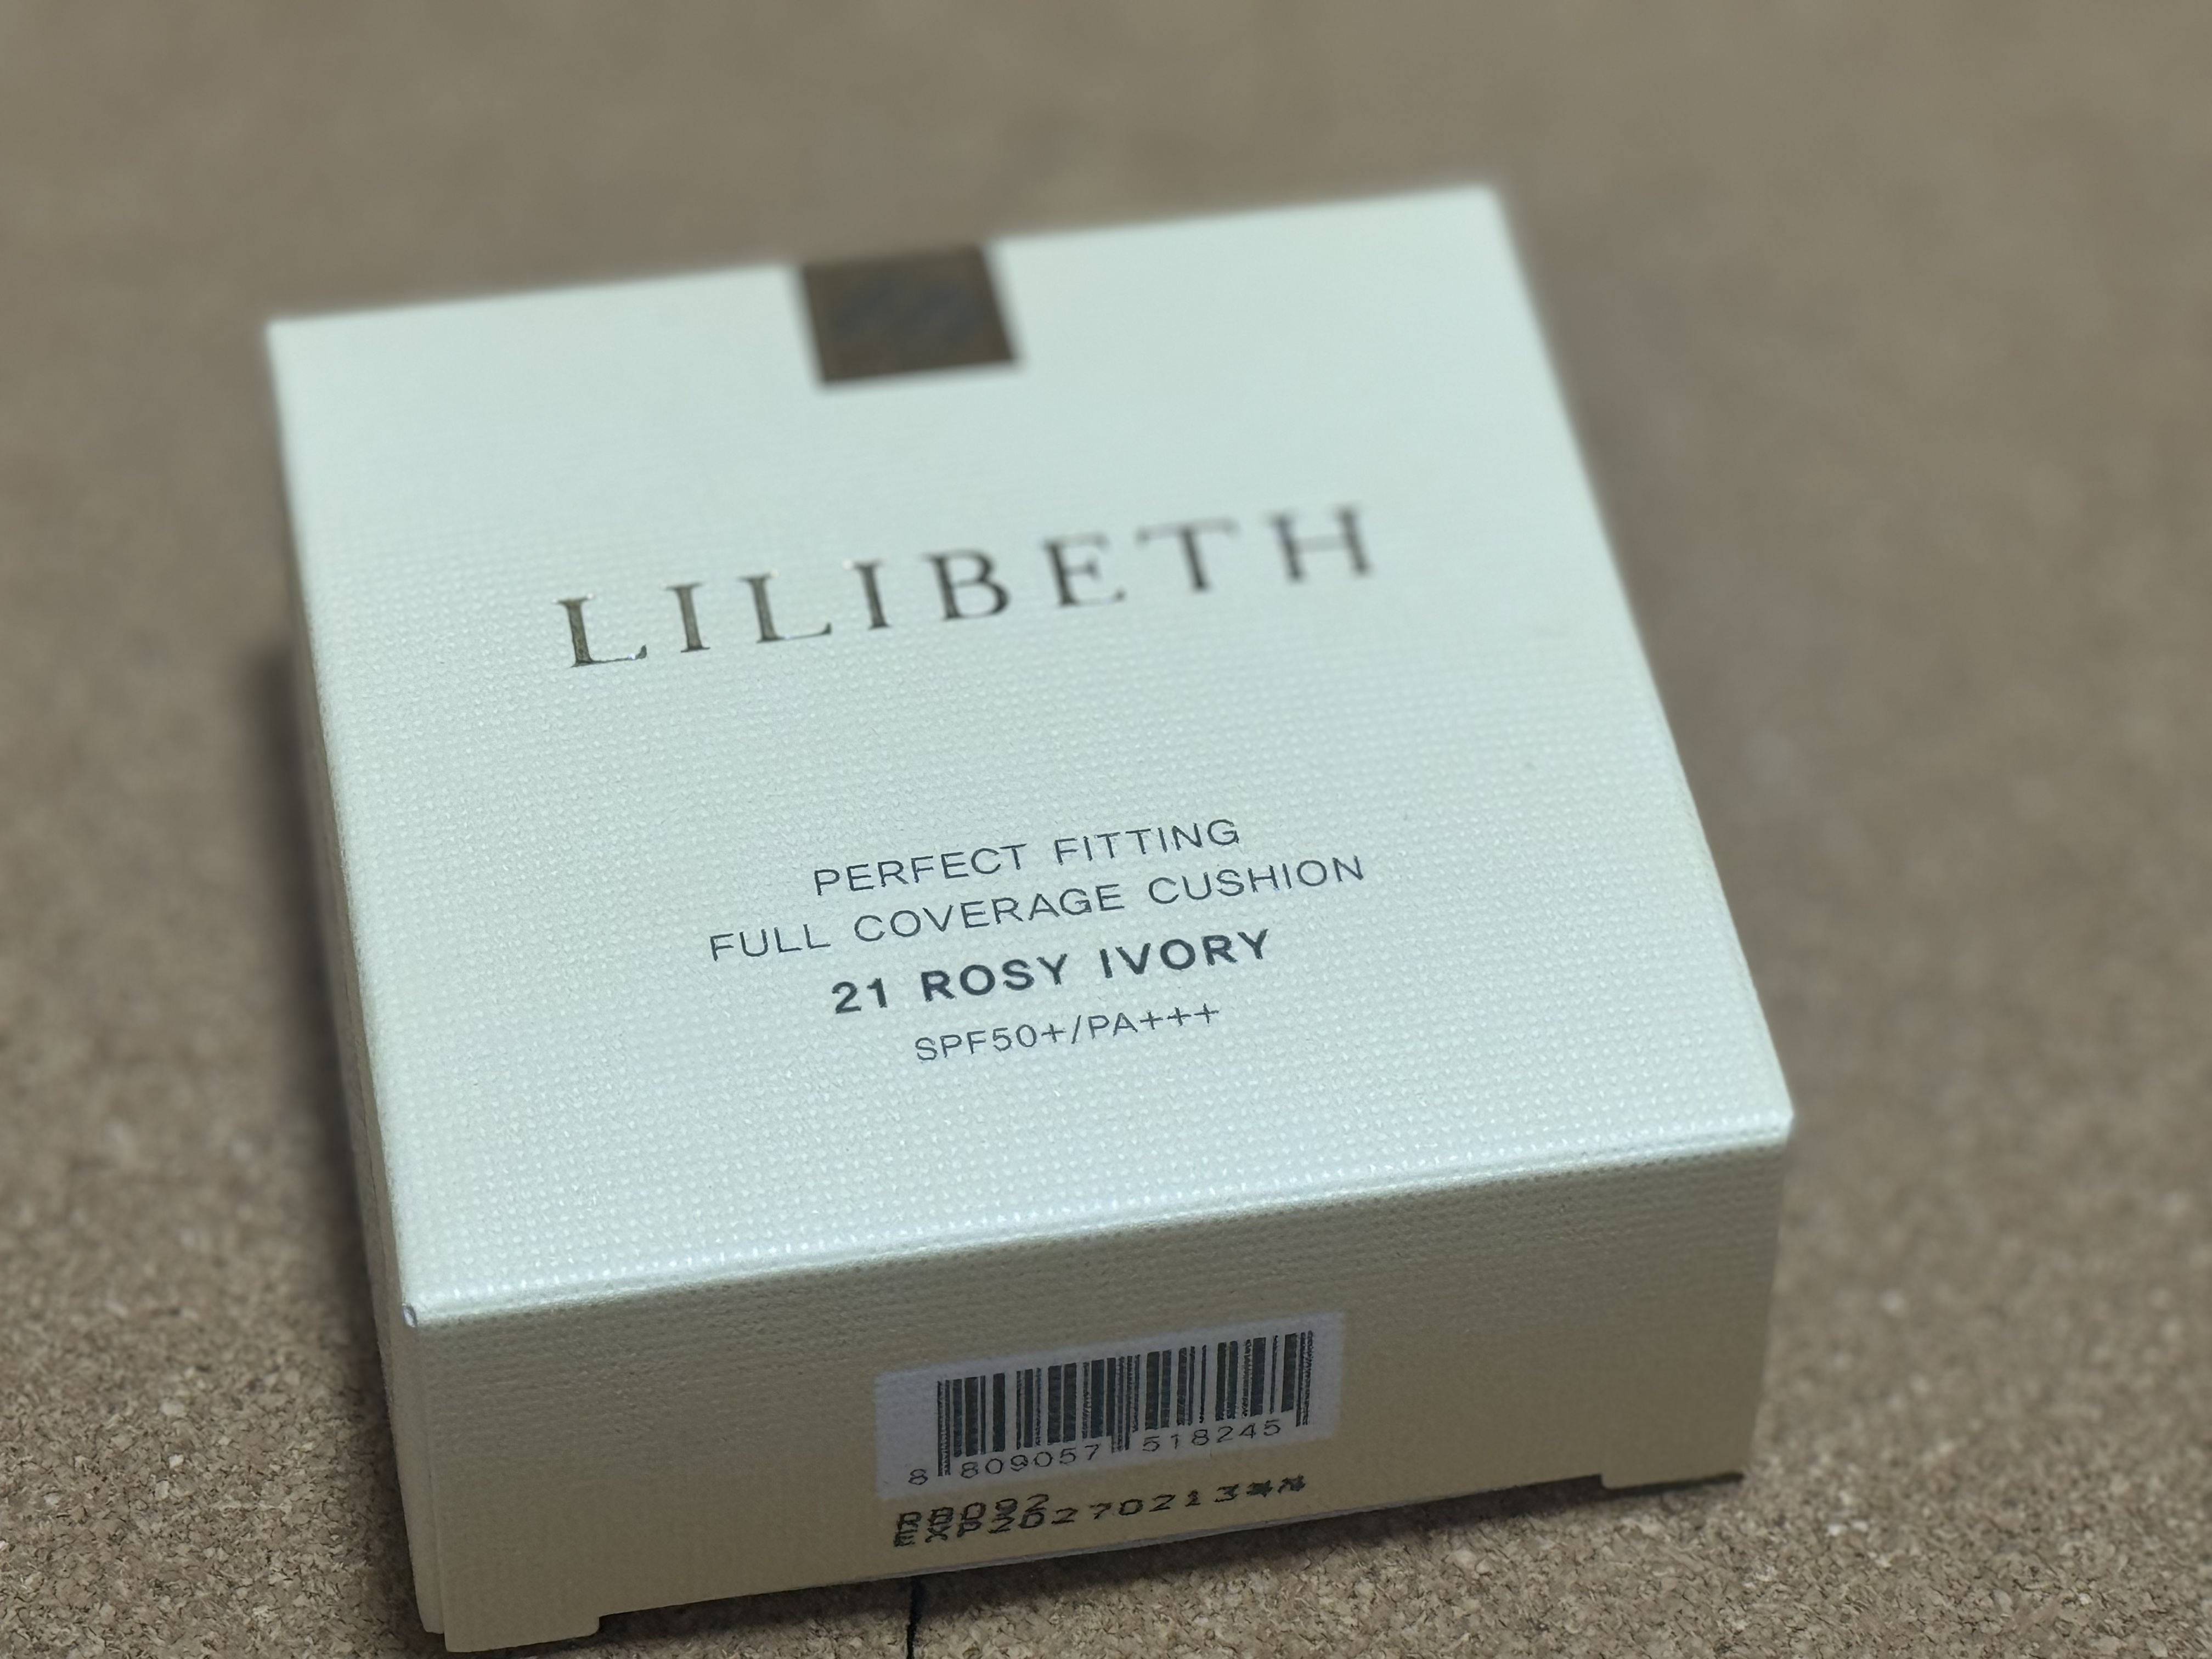 LILIBETH
PERFECT FITTING
FULL COVERAGE CUSHION
21 ROSY IVORY
SPF50+/PA+++
8 809057 518245
EXP20270213